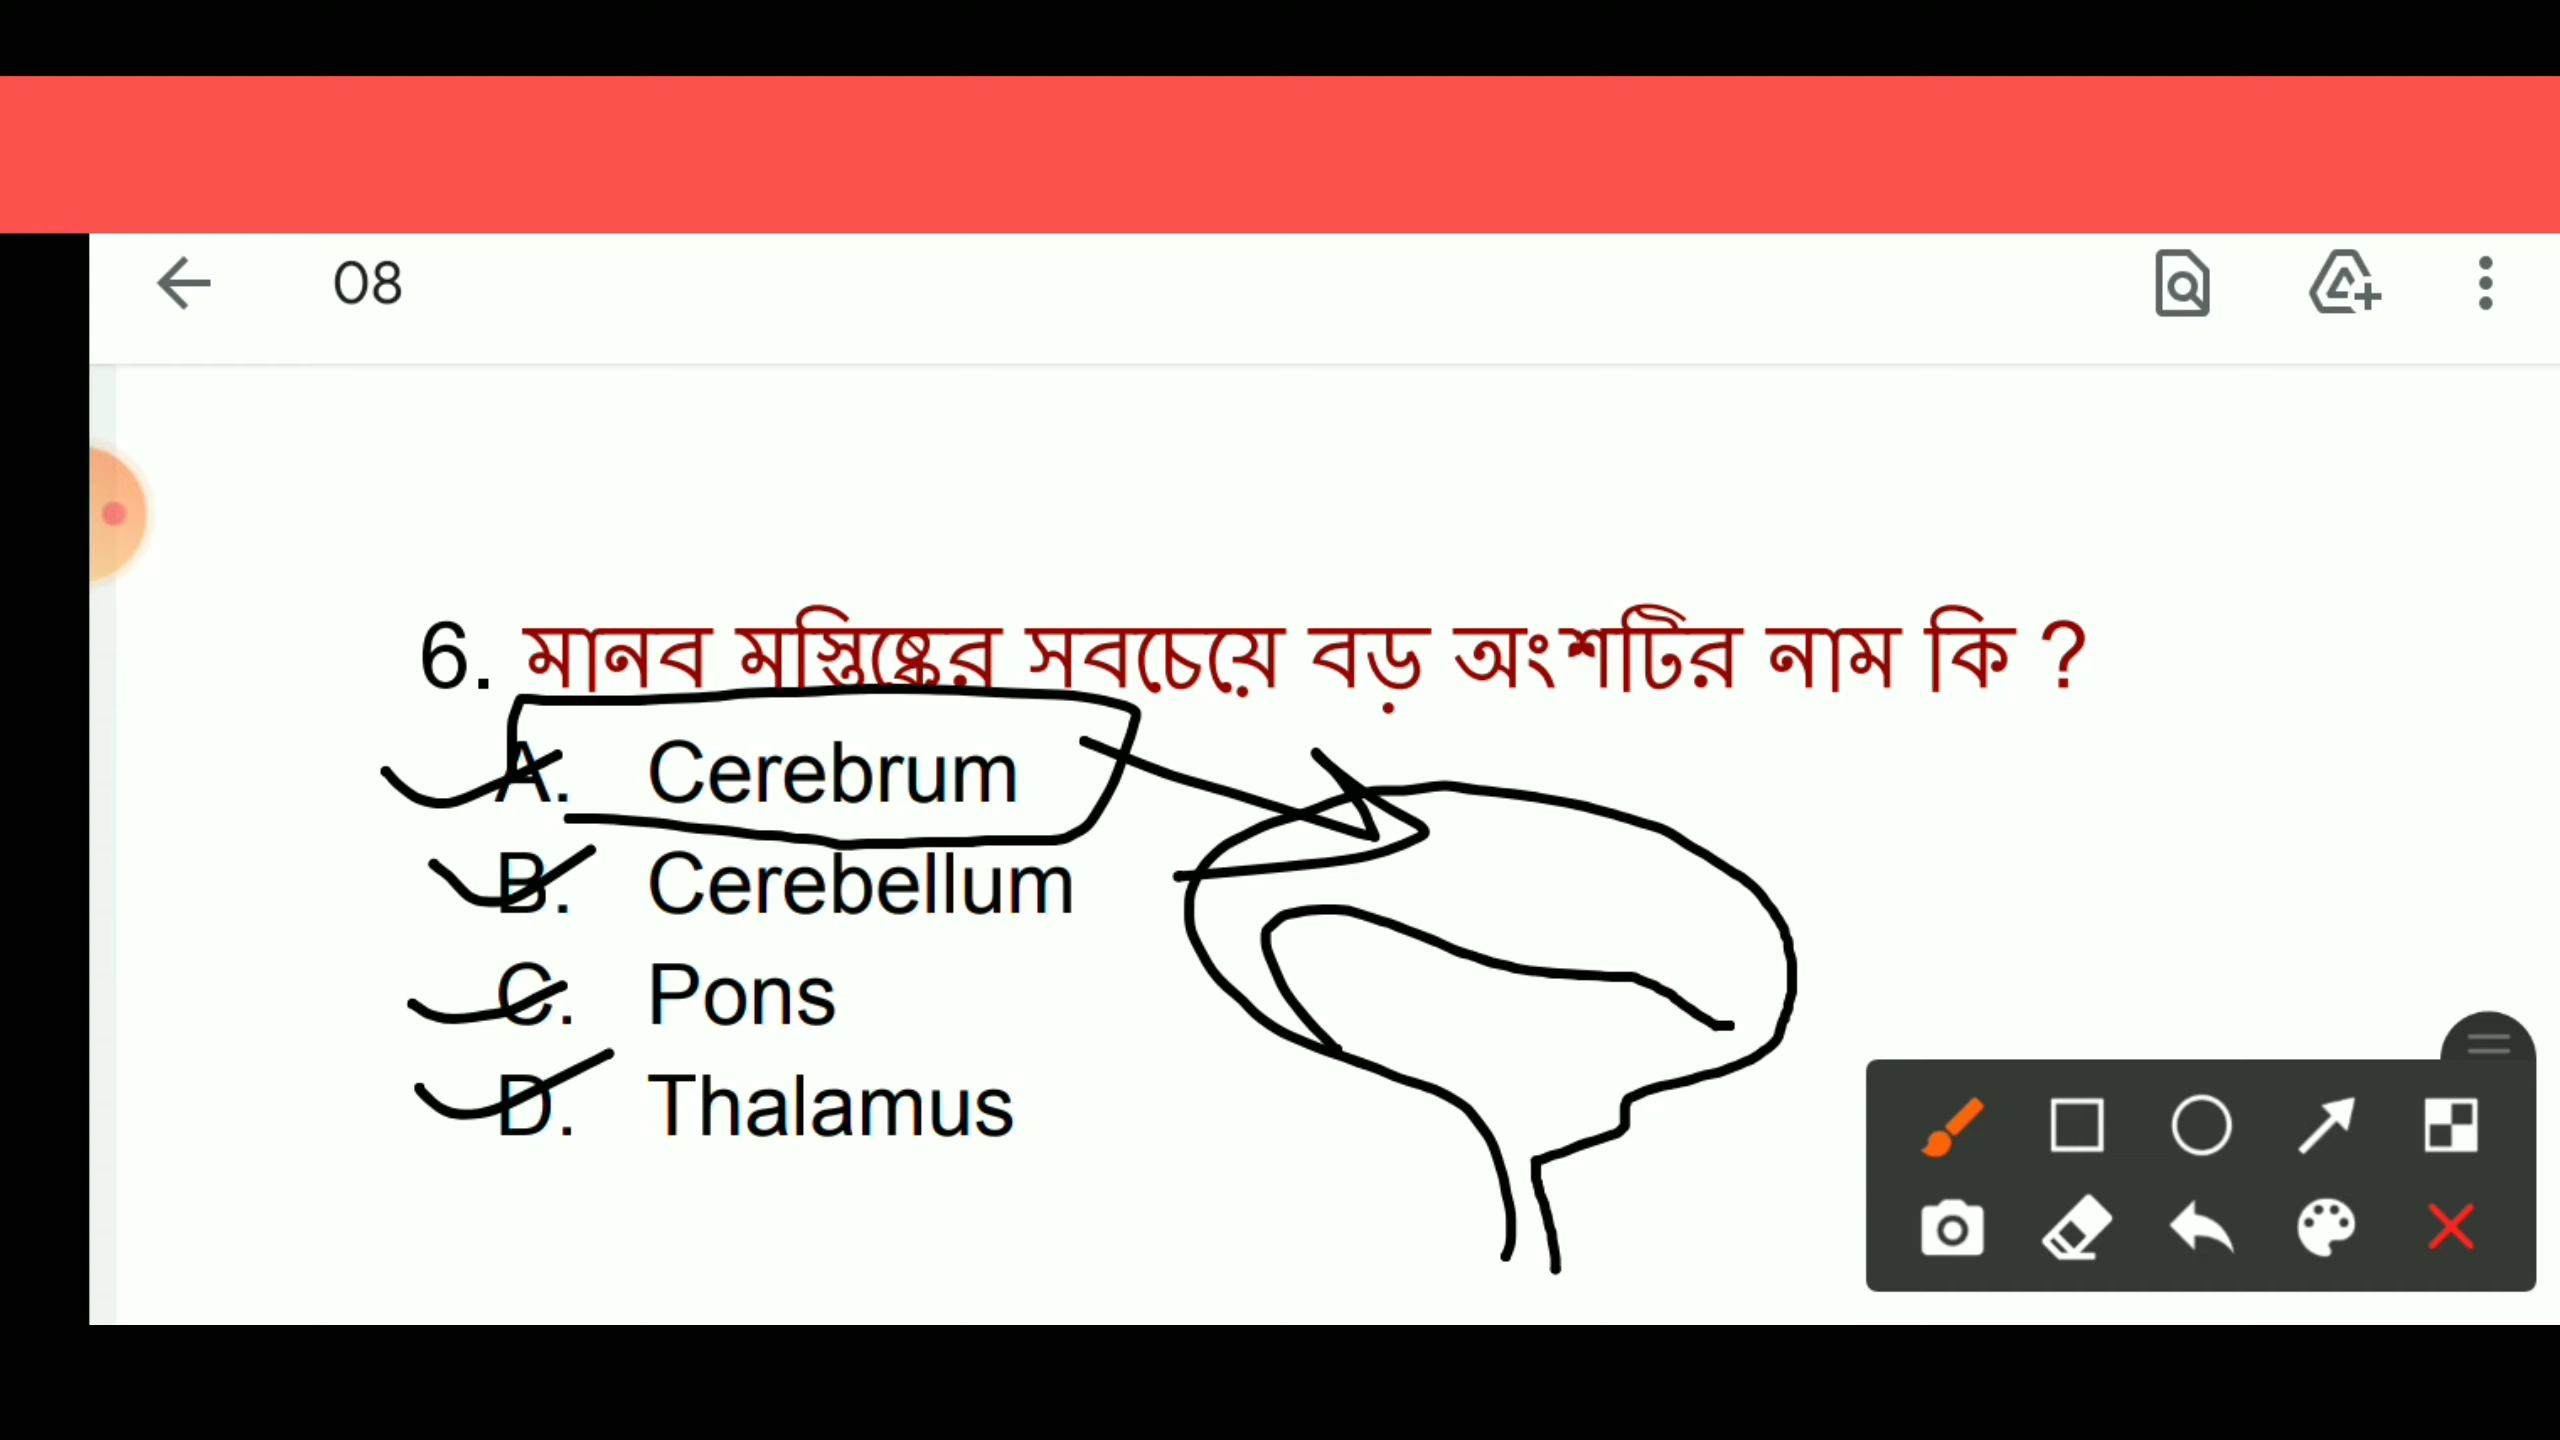 08
6. মানব মস্তিষ্কের সবচেয়ে বড় অংশটির নাম কি ?
A. Cerebrum
B. Cerebellum
C. Pons
D. Thalamus